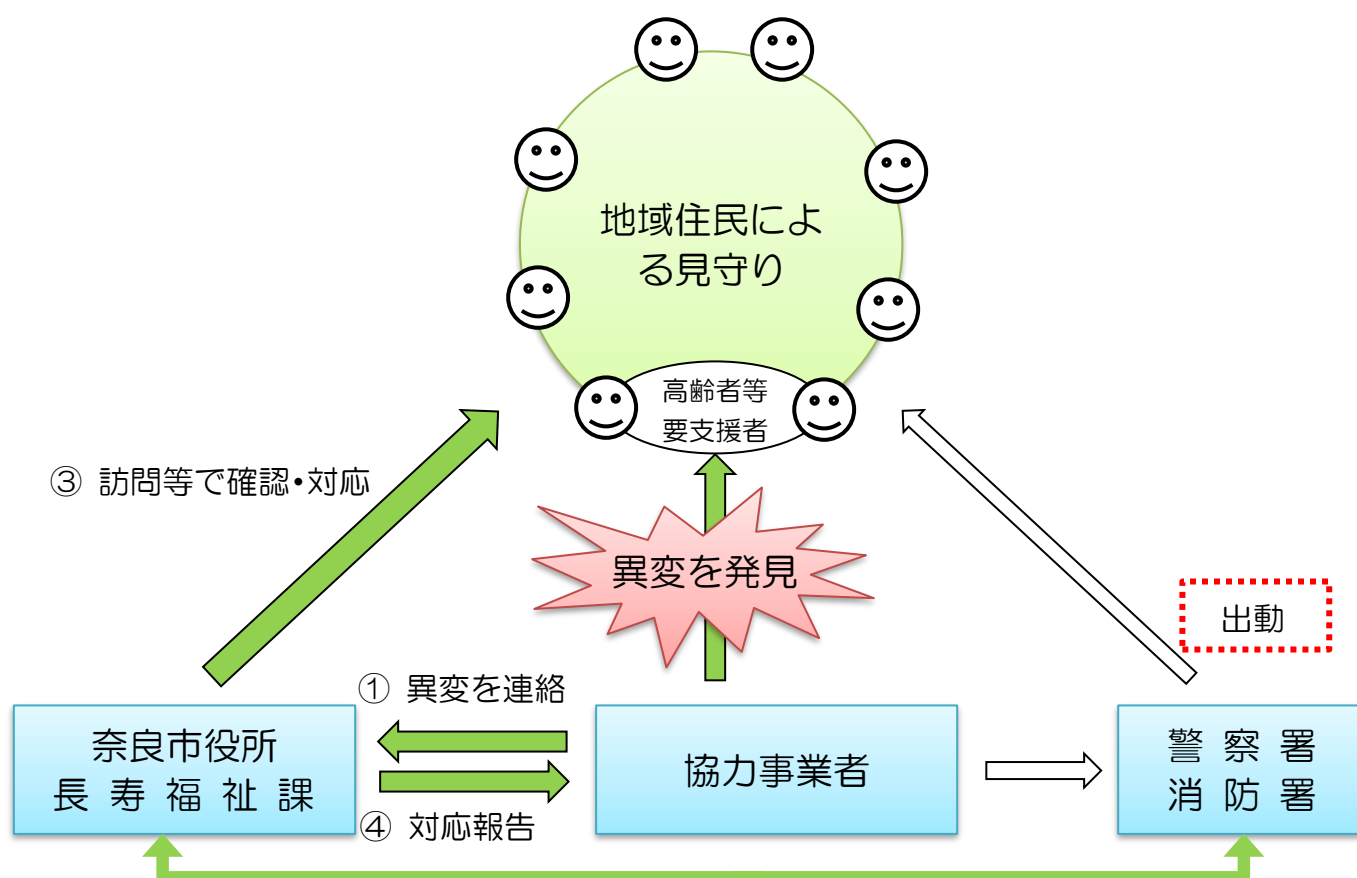 地域住民によ
る見守り
高齢者等
要支援者
③ 訪問等で確認・対応
異変を発見
出動
① 異変を連絡
奈良市役所
長 寿 福 祉 課
協力事業者
警 察 署
消 防 署
④ 対応報告